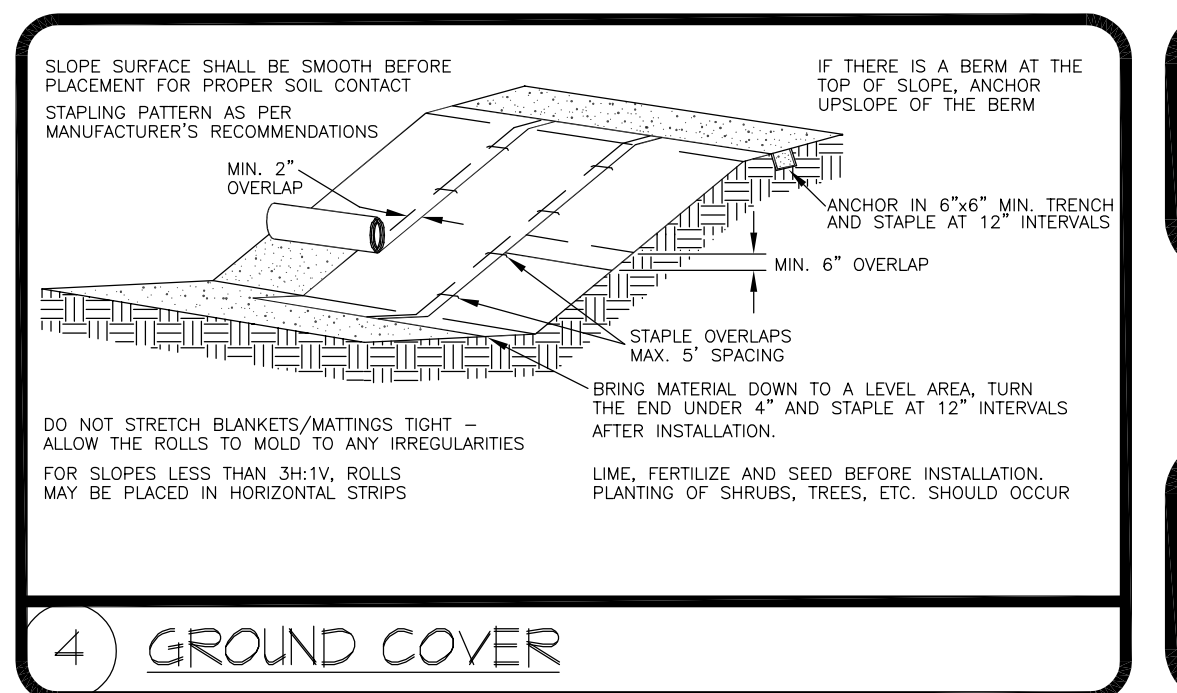 SLOPE SURFACE SHALL BE SMOOTH BEFORE
PLACEMENT FOR PROPER SOIL CONTACT
STAPLING PATTERN AS PER
MANUFACTURER'S RECOMMENDATIONS
MIN. 2"
OVERLAP
IF THERE IS A BERM AT THE
TOP OF SLOPE, ANCHOR
UPSLOPE OF THE BERM
ANCHOR IN 6"x6" MIN. TRENCH
AND STAPLE AT 12" INTERVALS
MIN. 6" OVERLAP
STAPLE OVERLAPS
MAX. 5' SPACING
BRING MATERIAL DOWN TO A LEVEL AREA, TURN
THE END UNDER 4" AND STAPLE AT 12" INTERVALS
AFTER INSTALLATION.
DO NOT STRETCH BLANKETS/MATTINGS TIGHT –
ALLOW THE ROLLS TO MOLD TO ANY IRREGULARITIES
FOR SLOPES LESS THAN 3H:1V, ROLLS
MAY BE PLACED IN HORIZONTAL STRIPS
LIME, FERTILIZE AND SEED BEFORE INSTALLATION.
PLANTING OF SHRUBS, TREES, ETC. SHOULD OCCUR
4 GROUND COVER